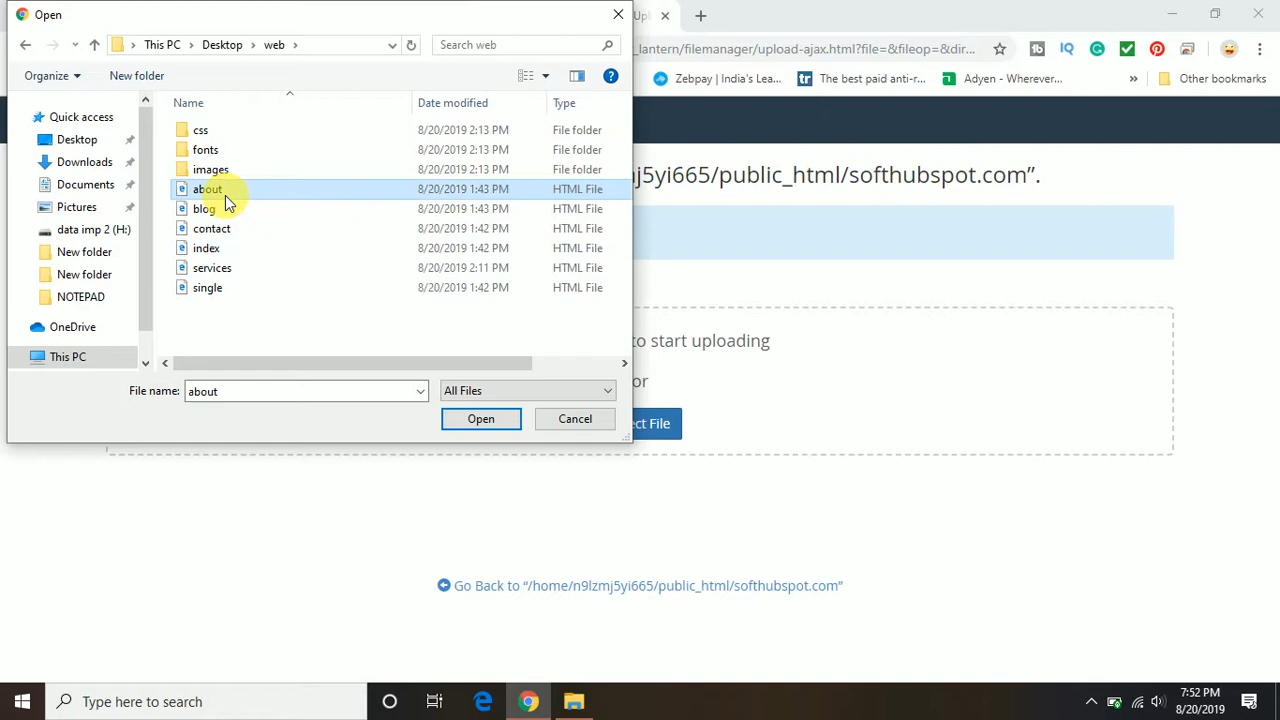 Open
Up
This PC > Desktop > web >
Search web
_lantern/filemanager/upload-ajax.html?file=&fileop=&dir...
Organize
New folder
Zebpay | India's Lea...
The best paid anti-r...
Adyen - Wherever...
»
Other bookmarks
Name
Date modified
Type
Quick access
Desktop
Downloads
Documents
Pictures
data imp 2 (H:)
New folder
New folder
NOTEPAD
OneDrive
This PC
css 8/20/2019 2:13 PM File folder
fonts 8/20/2019 2:13 PM File folder
images 8/20/2019 2:13 PM File folder
about 8/20/2019 1:43 PM HTML File
blog 8/20/2019 1:43 PM HTML File
contact 8/20/2019 1:42 PM HTML File
index 8/20/2019 1:42 PM HTML File
services 8/20/2019 2:11 PM HTML File
single 8/20/2019 1:42 PM HTML File
File name: about
All Files
Open
Cancel
mj5yi665/public_html/softhubspot.com”.
to start uploading
or
ect File
Go Back to “/home/n9lzmj5yi665/public_html/softhubspot.com”
Type here to search
7:52 PM
8/20/2019